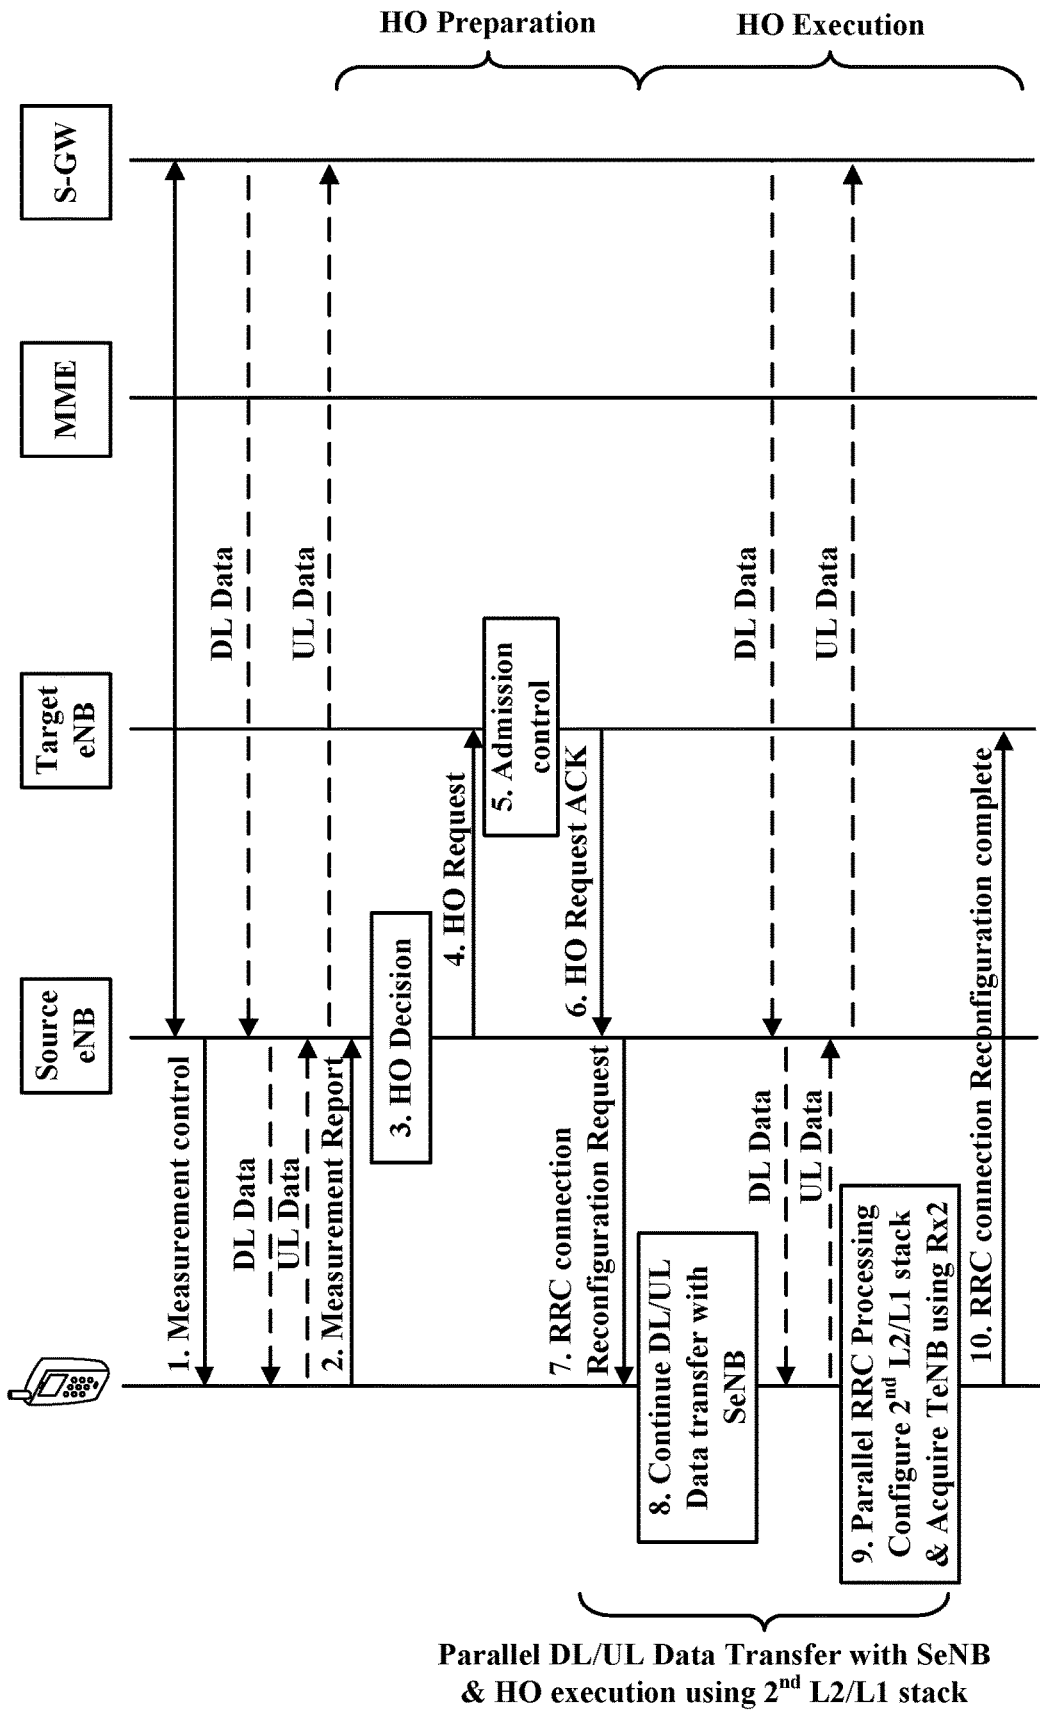 Source
eNB
Target
eNB
MME
S-GW
1. Measurement control
DL Data
DL Data
UL Data
UL Data
2. Measurement Report
HO Preparation
3. HO Decision
4. HO Request
5. Admission
control
6. HO Request ACK
7. RRC connection
Reconfiguration Request
HO Execution
8. Continue DL/UL
Data transfer with
SeNB
DL Data
DL Data
UL Data
UL Data
9. Parallel RRC Processing
Configure 2nd L2/L1 stack
& Acquire TeNB using Rx2
10. RRC connection Reconfiguration complete
Parallel DL/UL Data Transfer with SeNB
& HO execution using 2nd L2/L1 stack